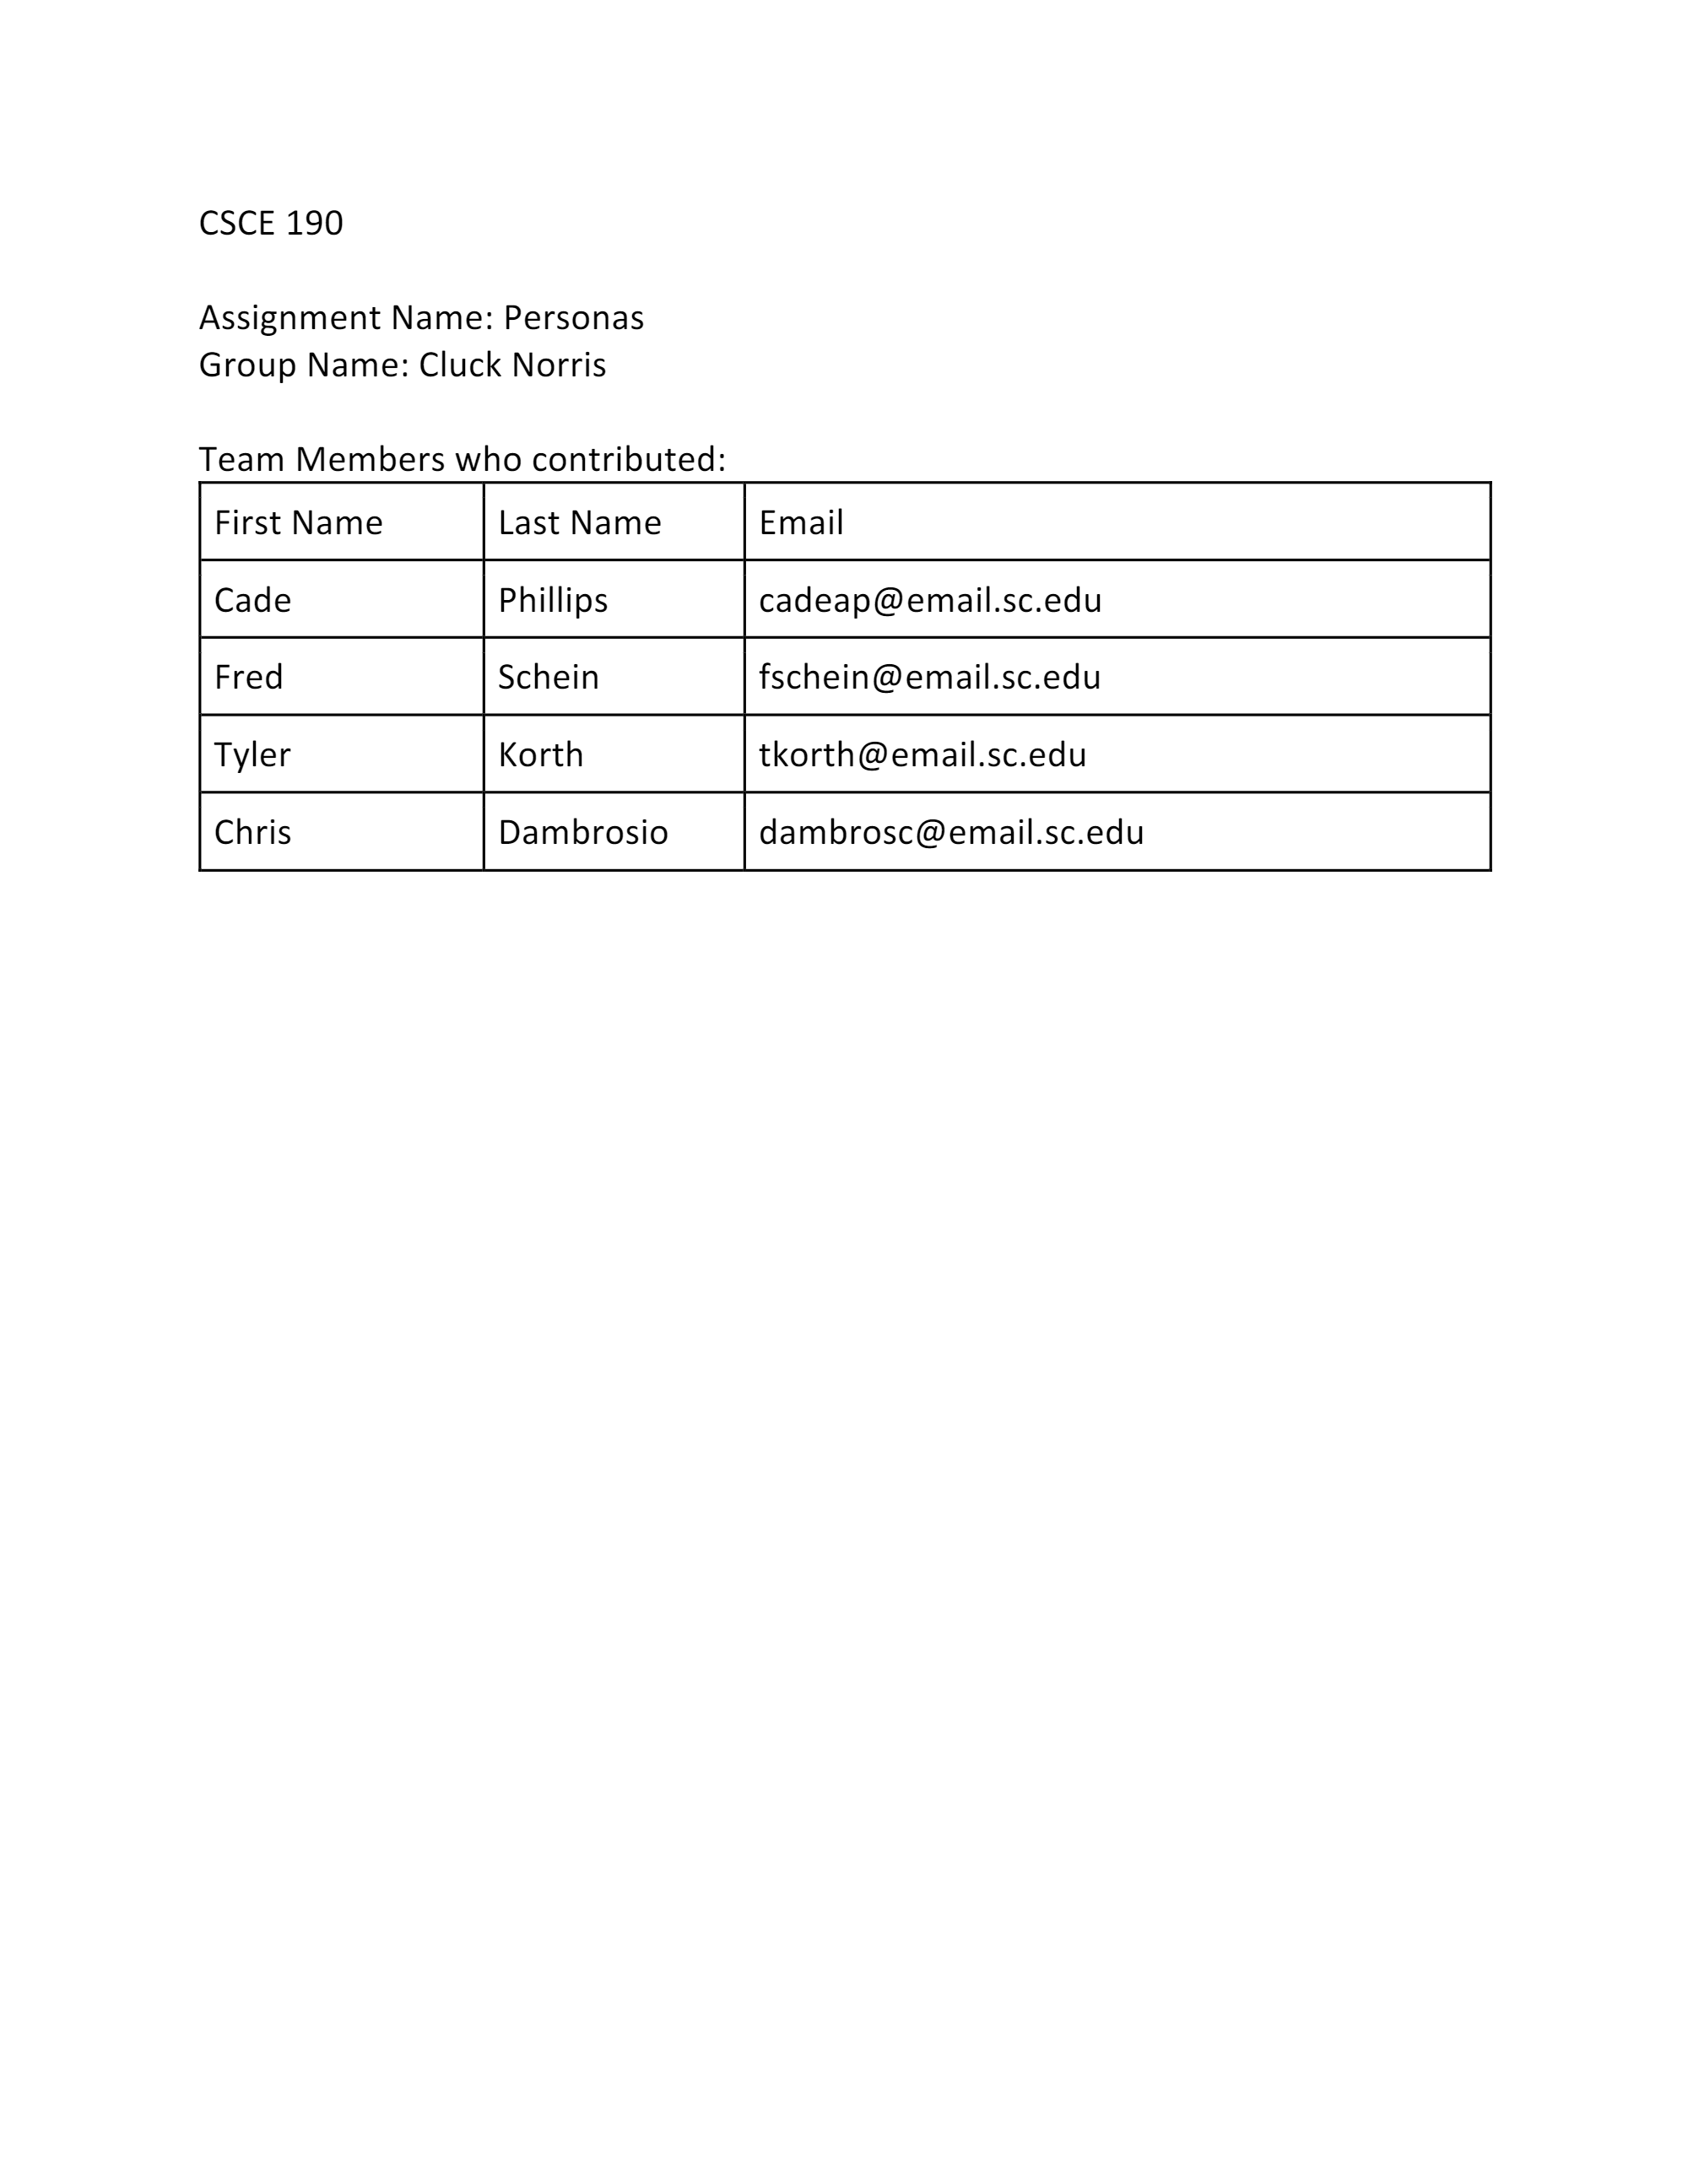 CSCE 190
Assignment Name: Personas
Group Name: Cluck Norris
Team Members who contributed:
First Name Last Name Email
Cade Phillips cadeap@email.sc.edu
Fred Schein fschein@email.sc.edu
Tyler Korth tkorth@email.sc.edu
Chris Dambrosio dambrosc@email.sc.edu